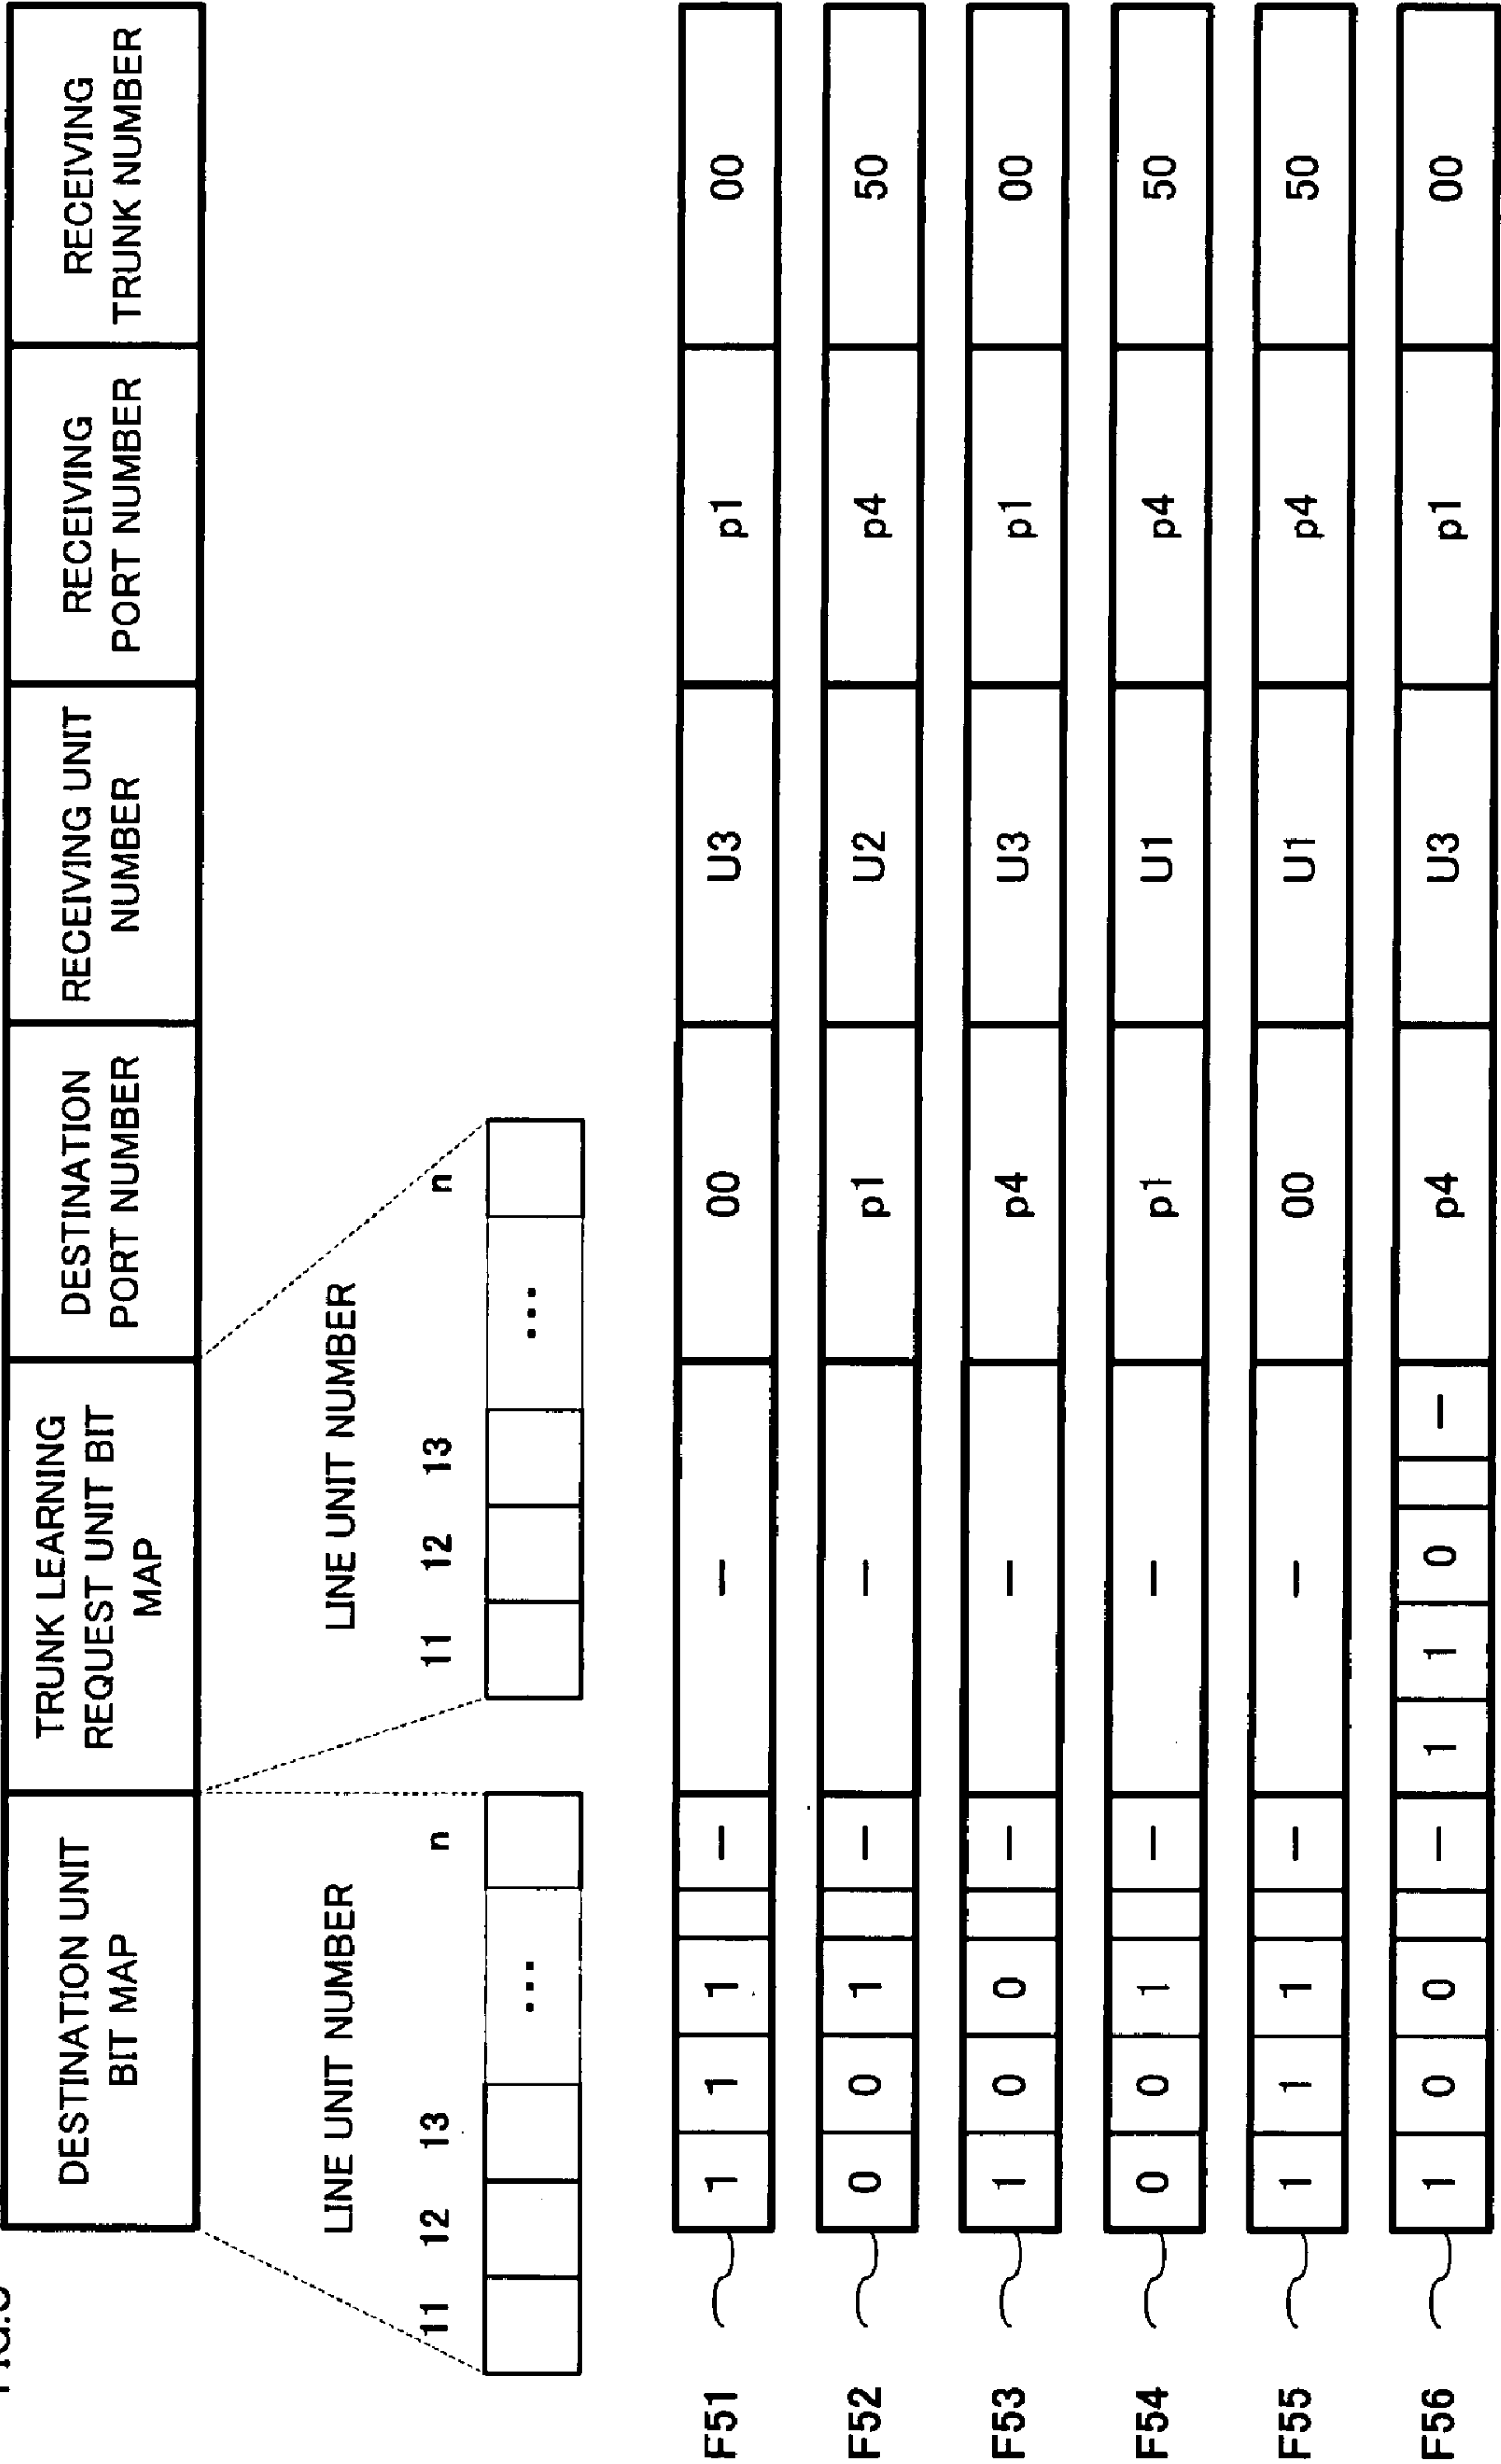 DESTINATION UNIT
BIT MAP
TRUNK LEARNING
REQUEST UNIT BIT
MAP
DESTINATION
PORT NUMBER
RECEIVING UNIT
NUMBER
RECEIVING
PORT NUMBER
RECEIVING
TRUNK NUMBER
LINE UNIT NUMBER
11 12 13 n
...
LINE UNIT NUMBER
11 12 13 n
...
F51 1 1 1 – – 00 U3 p1 00
F52 0 0 1 – – p1 U2 p4 50
F53 1 0 0 – – p4 U3 p1 00
F54 0 0 1 – – p1 U1 p4 50
F55 1 1 1 – – 00 U1 p4 50
F56 1 0 0 – 1 1 0 – p4 U3 p1 00